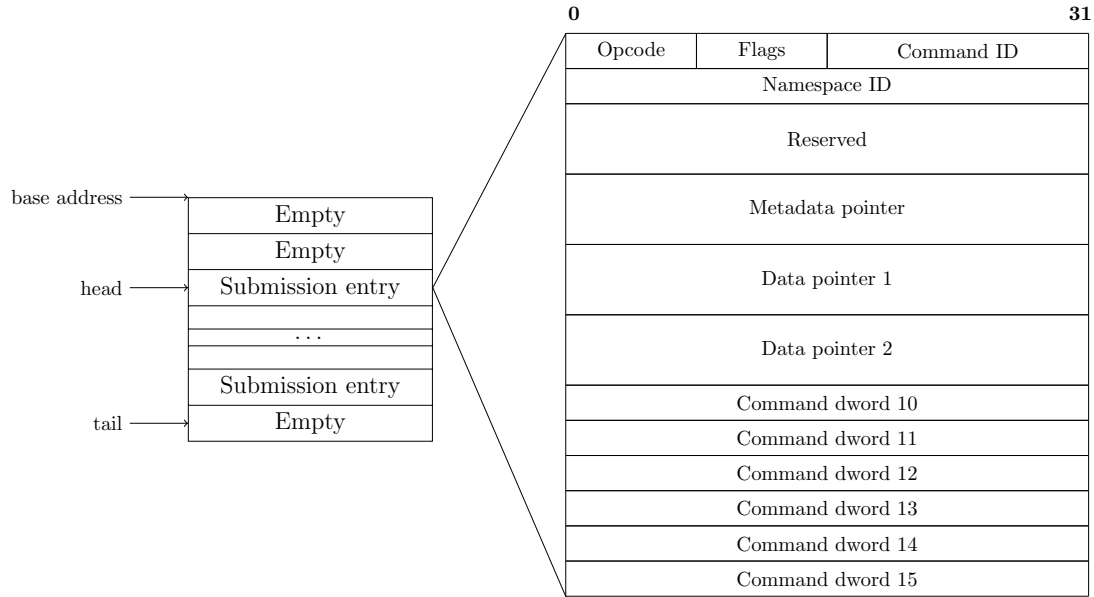 0 31
Opcode Flags Command ID
Namespace ID
Reserved
Metadata pointer
Data pointer 1
Data pointer 2
Command dword 10
Command dword 11
Command dword 12
Command dword 13
Command dword 14
Command dword 15
base address
Empty
Empty
head Submission entry
...
Submission entry
tail Empty